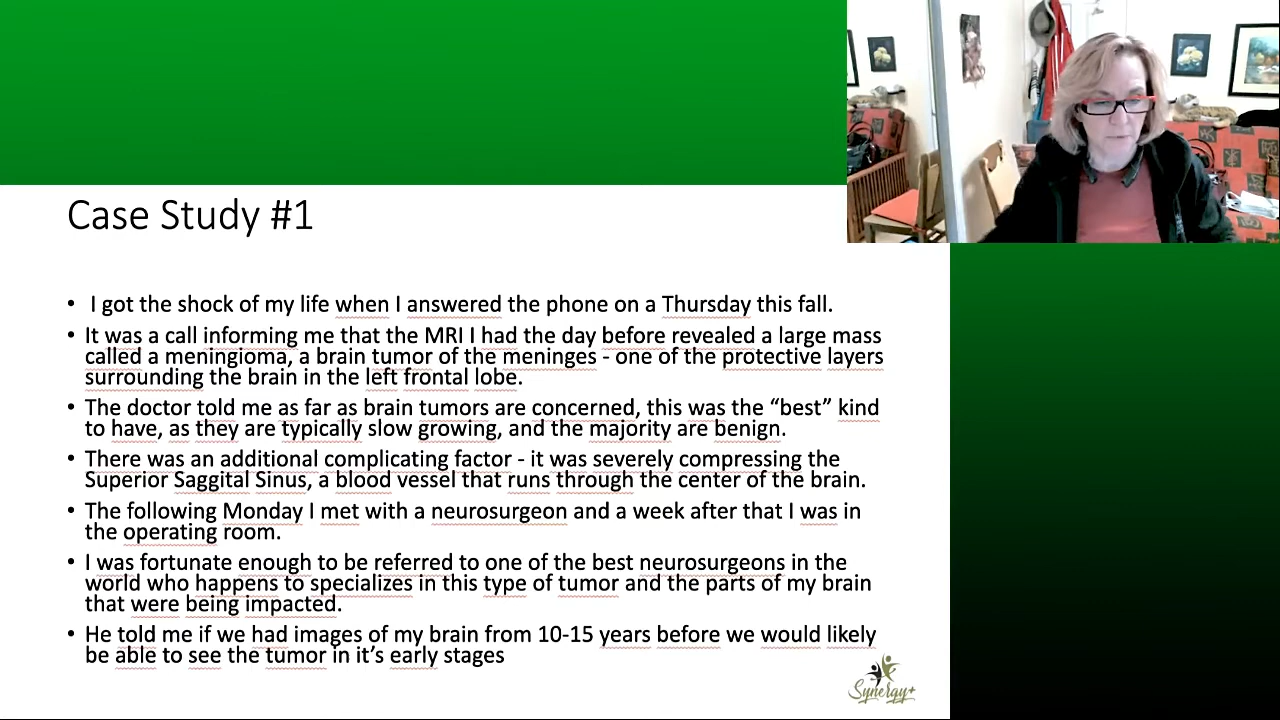 Case Study #1
• I got the shock of my life when I answered the phone on a Thursday this fall.
• It was a call informing me that the MRI I had the day before revealed a large mass
called a meningioma, a brain tumor of the meninges - one of the protective layers
surrounding the brain in the left frontal lobe.
• The doctor told me as far as brain tumors are concerned, this was the “best” kind
to have, as they are typically slow growing, and the majority are benign.
• There was an additional complicating factor - it was severely compressing the
Superior Saggital Sinus, a blood vessel that runs through the center of the brain.
• The following Monday I met with a neurosurgeon and a week after that I was in
the operating room.
• I was fortunate enough to be referred to one of the best neurosurgeons in the
world who happens to specializes in this type of tumor and the parts of my brain
that were being impacted.
• He told me if we had images of my brain from 10-15 years before we would likely
be able to see the tumor in it’s early stages
Synergy+